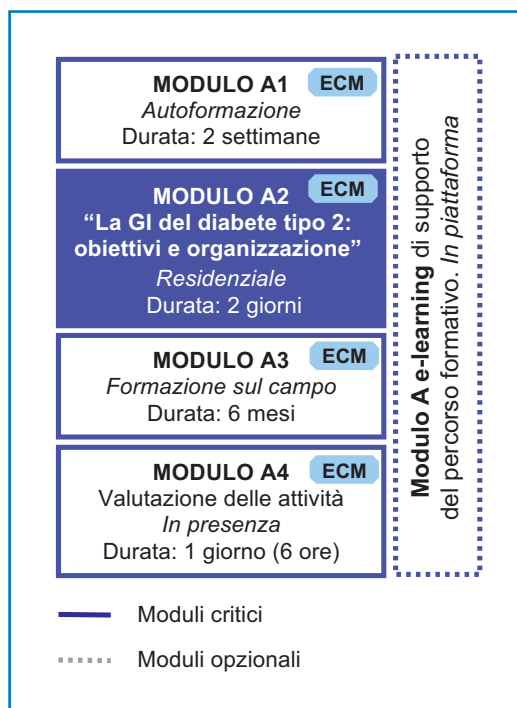 MODULO A1
ECM
Autoformazione
Durata: 2 settimane
MODULO A2
ECM
“La GI del diabete tipo 2:
obiettivi e organizzazione”
Residenziale
Durata: 2 giorni
MODULO A3
ECM
Formazione sul campo
Durata: 6 mesi
MODULO A4
ECM
Valutazione delle attività
In presenza
Durata: 1 giorno (6 ore)
Modulo A e-learning di supporto
del percorso formativo. In piattaforma
Moduli critici
Moduli opzionali